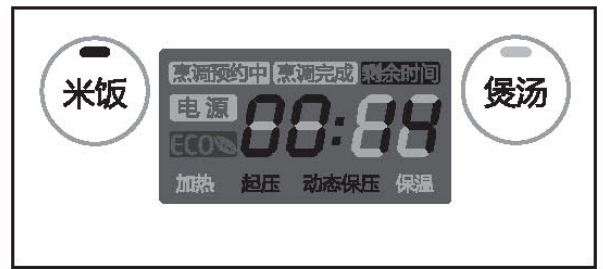 烹调预约中 烹调完成 剩余时间
米饭 电源 煲汤
ECO 00:14
加热 起压 动态保压 保温